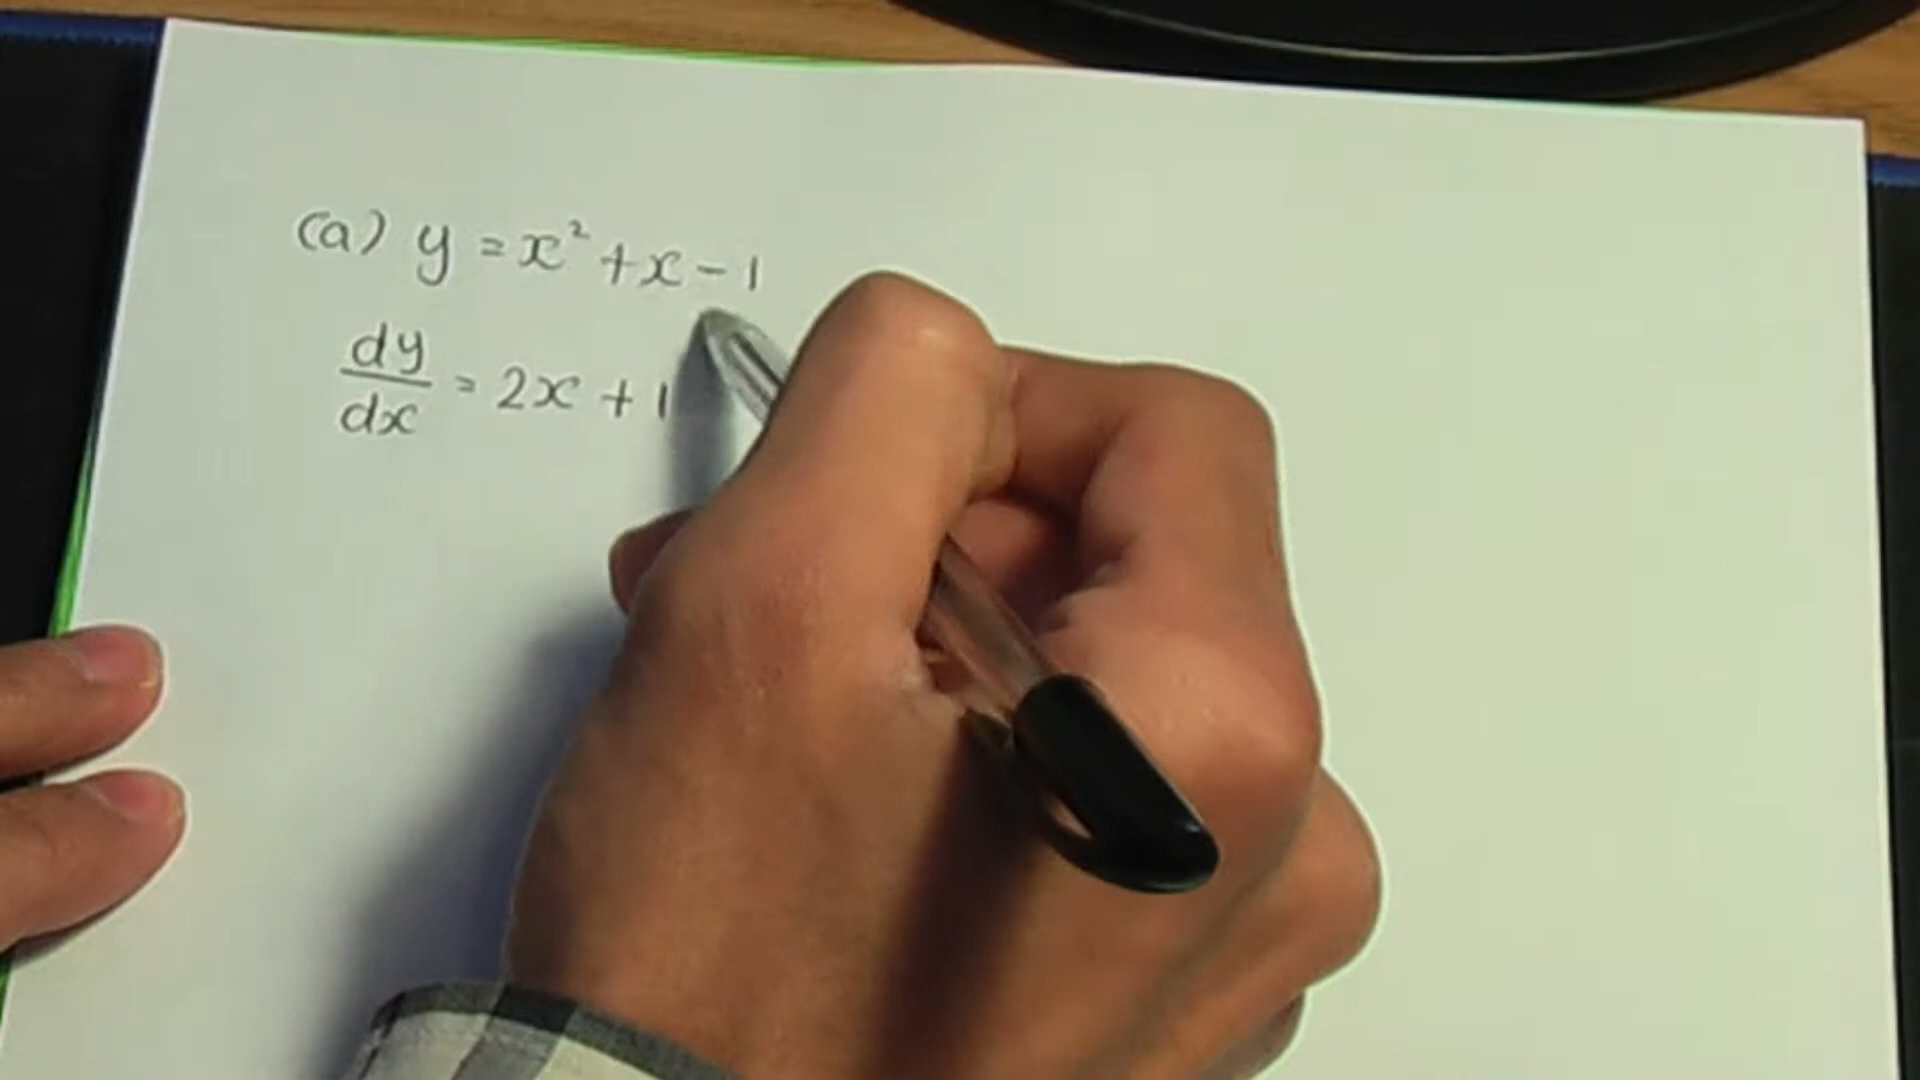 (a) y = x² + x - 1
dy/dx = 2x + 1